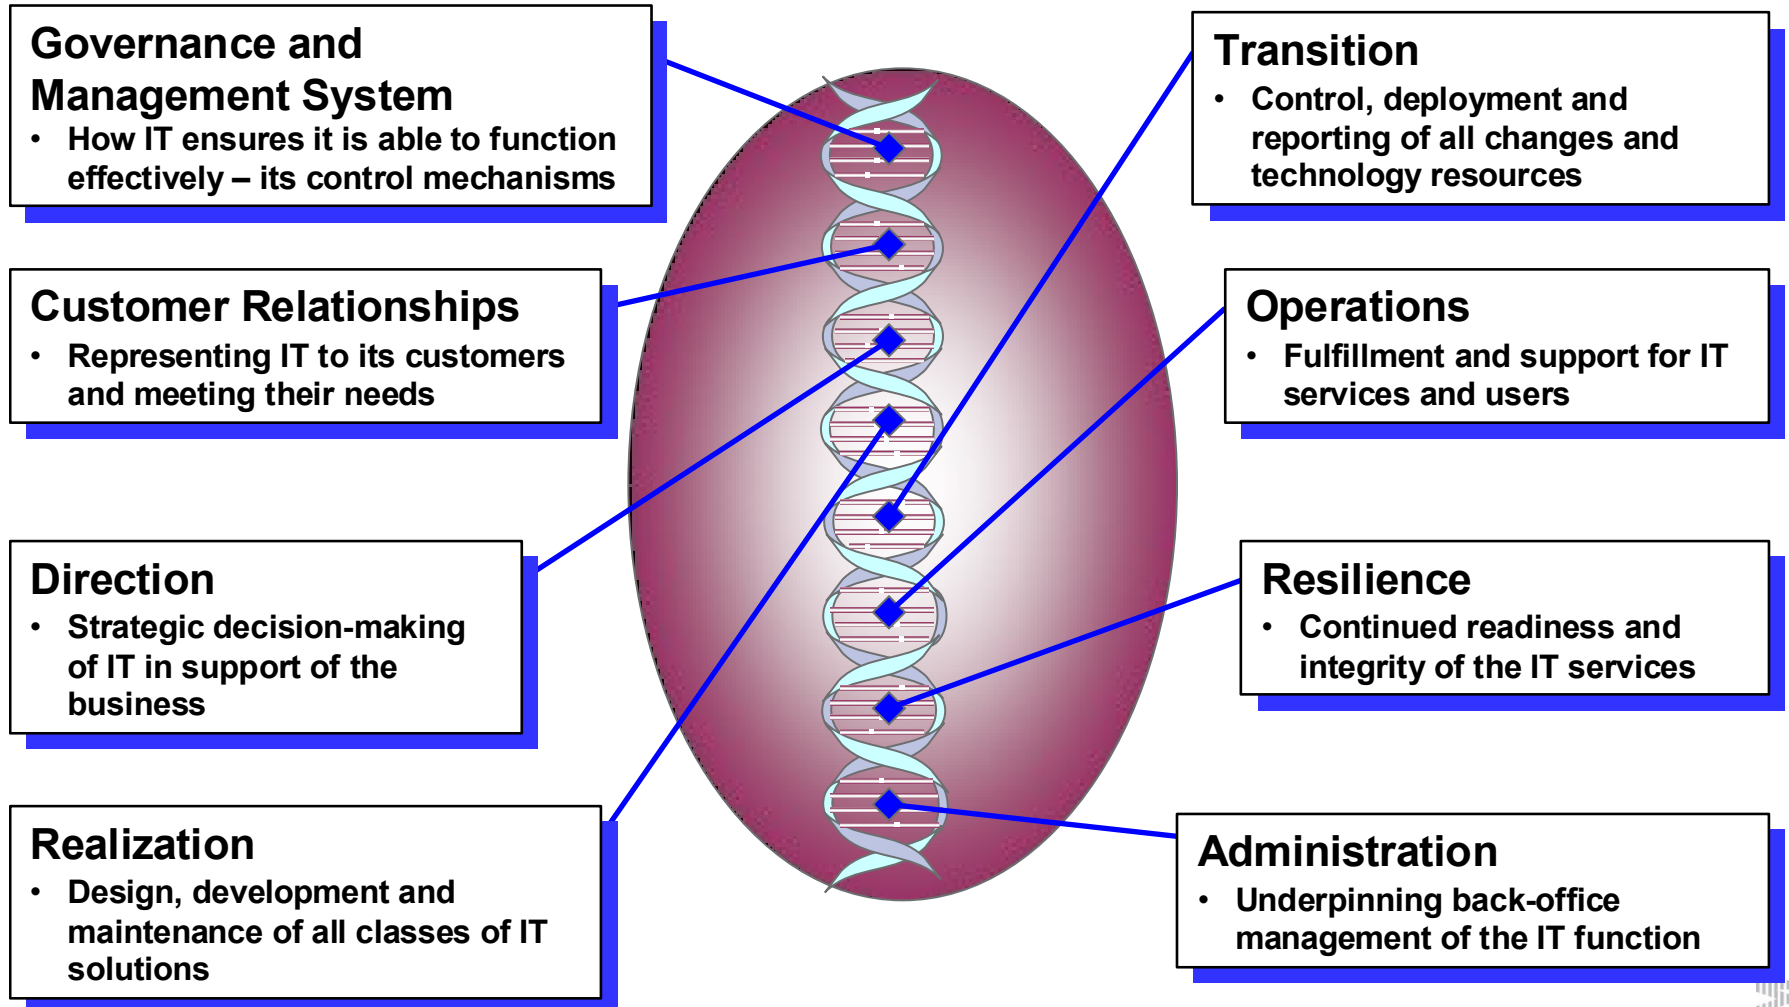 Governance and
Management System
• How IT ensures it is able to function
effectively – its control mechanisms
Customer Relationships
• Representing IT to its customers
and meeting their needs
Direction
• Strategic decision-making
of IT in support of the
business
Realization
• Design, development and
maintenance of all classes of IT
solutions
Transition
• Control, deployment and
reporting of all changes and
technology resources
Operations
• Fulfillment and support for IT
services and users
Resilience
• Continued readiness and
integrity of the IT services
Administration
• Underpinning back-office
management of the IT function